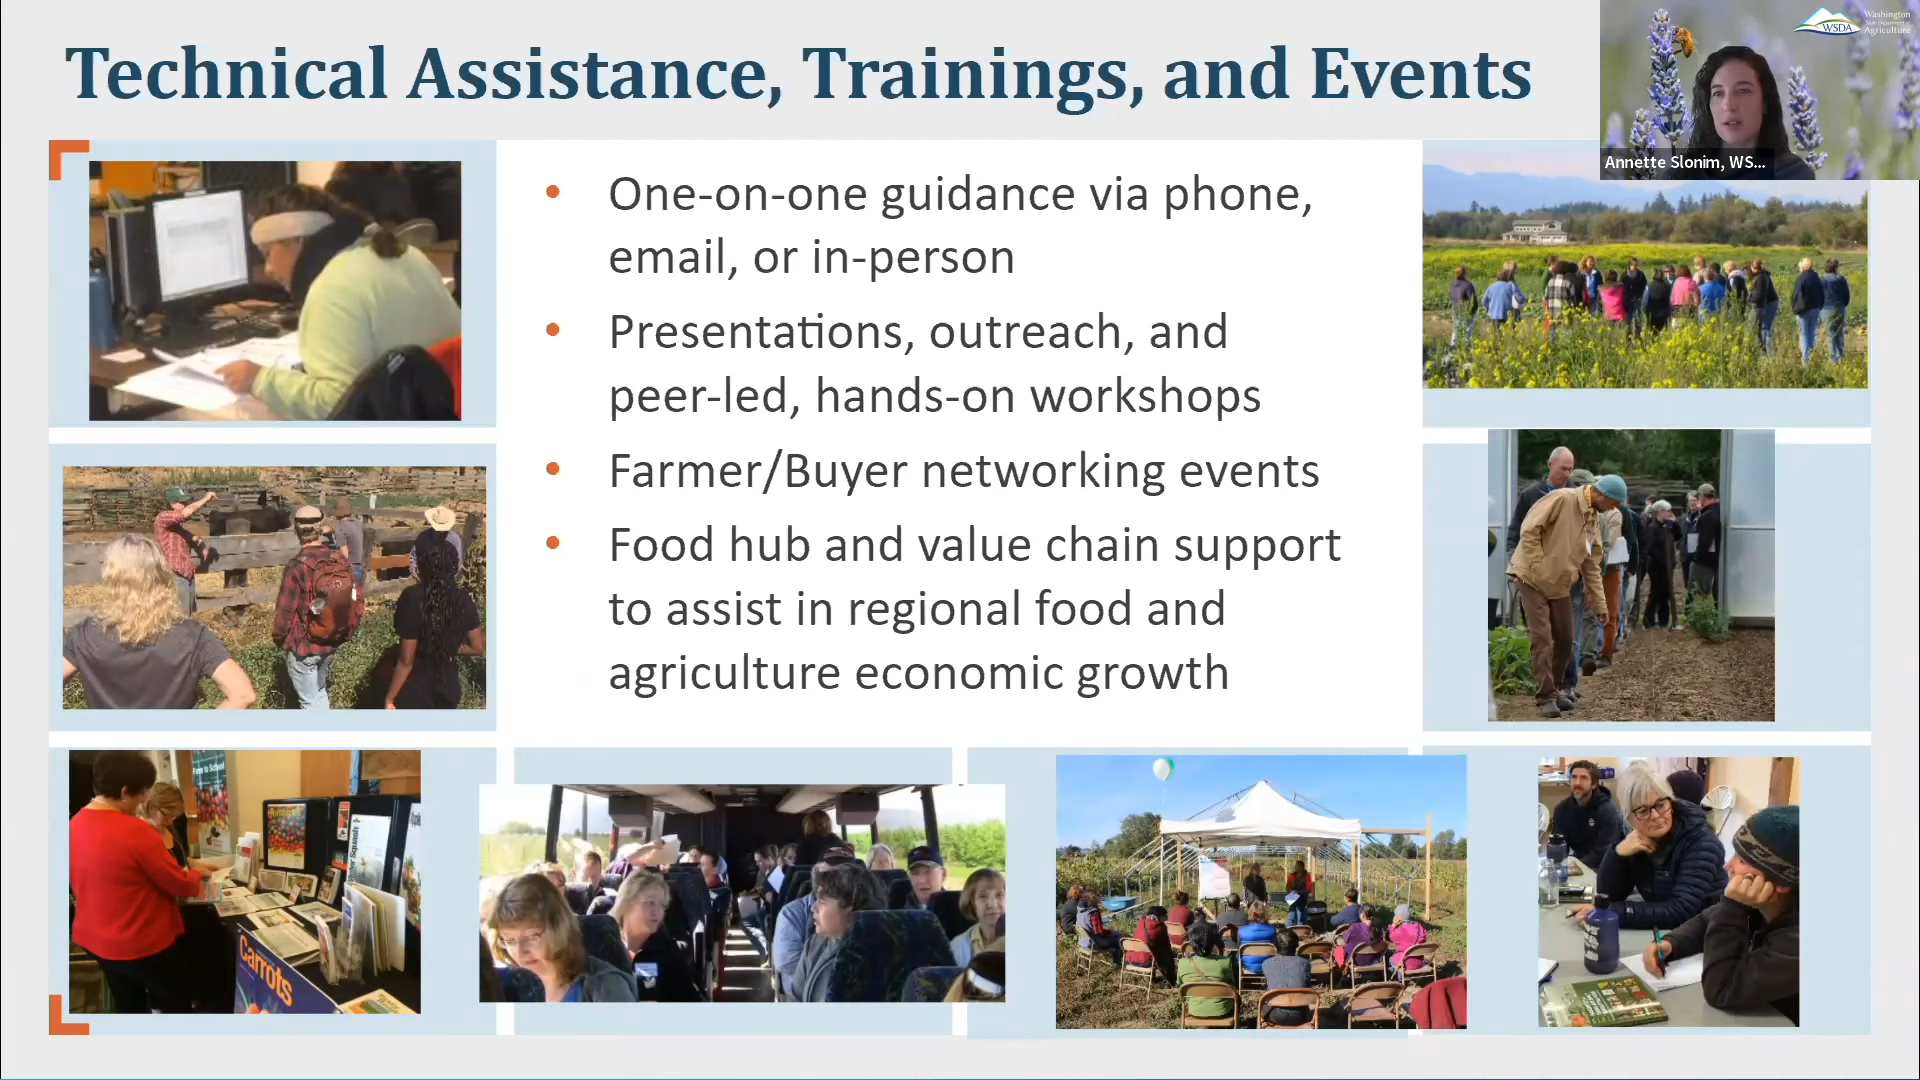 Technical Assistance, Trainings, and Events
WSDA
Washington
State Department of
Agriculture
Annette Slonim, WS...
• One-on-one guidance via phone,
email, or in-person
• Presentations, outreach, and
peer-led, hands-on workshops
• Farmer/Buyer networking events
• Food hub and value chain support
to assist in regional food and
agriculture economic growth
Carrots